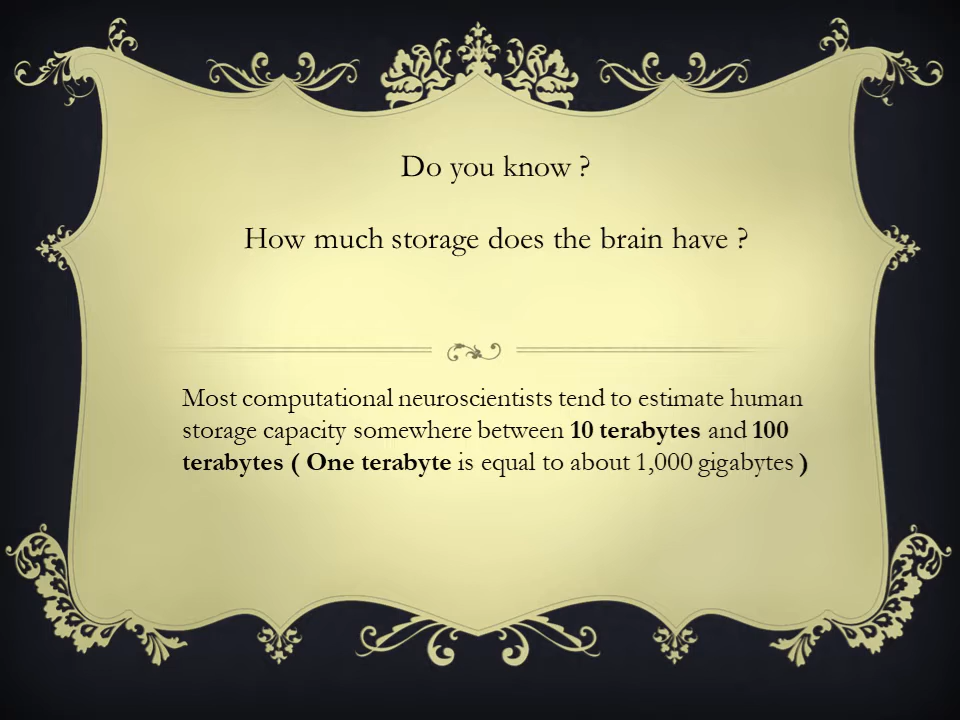 Do you know ?
How much storage does the brain have ?
Most computational neuroscientists tend to estimate human
storage capacity somewhere between 10 terabytes and 100
terabytes ( One terabyte is equal to about 1,000 gigabytes )